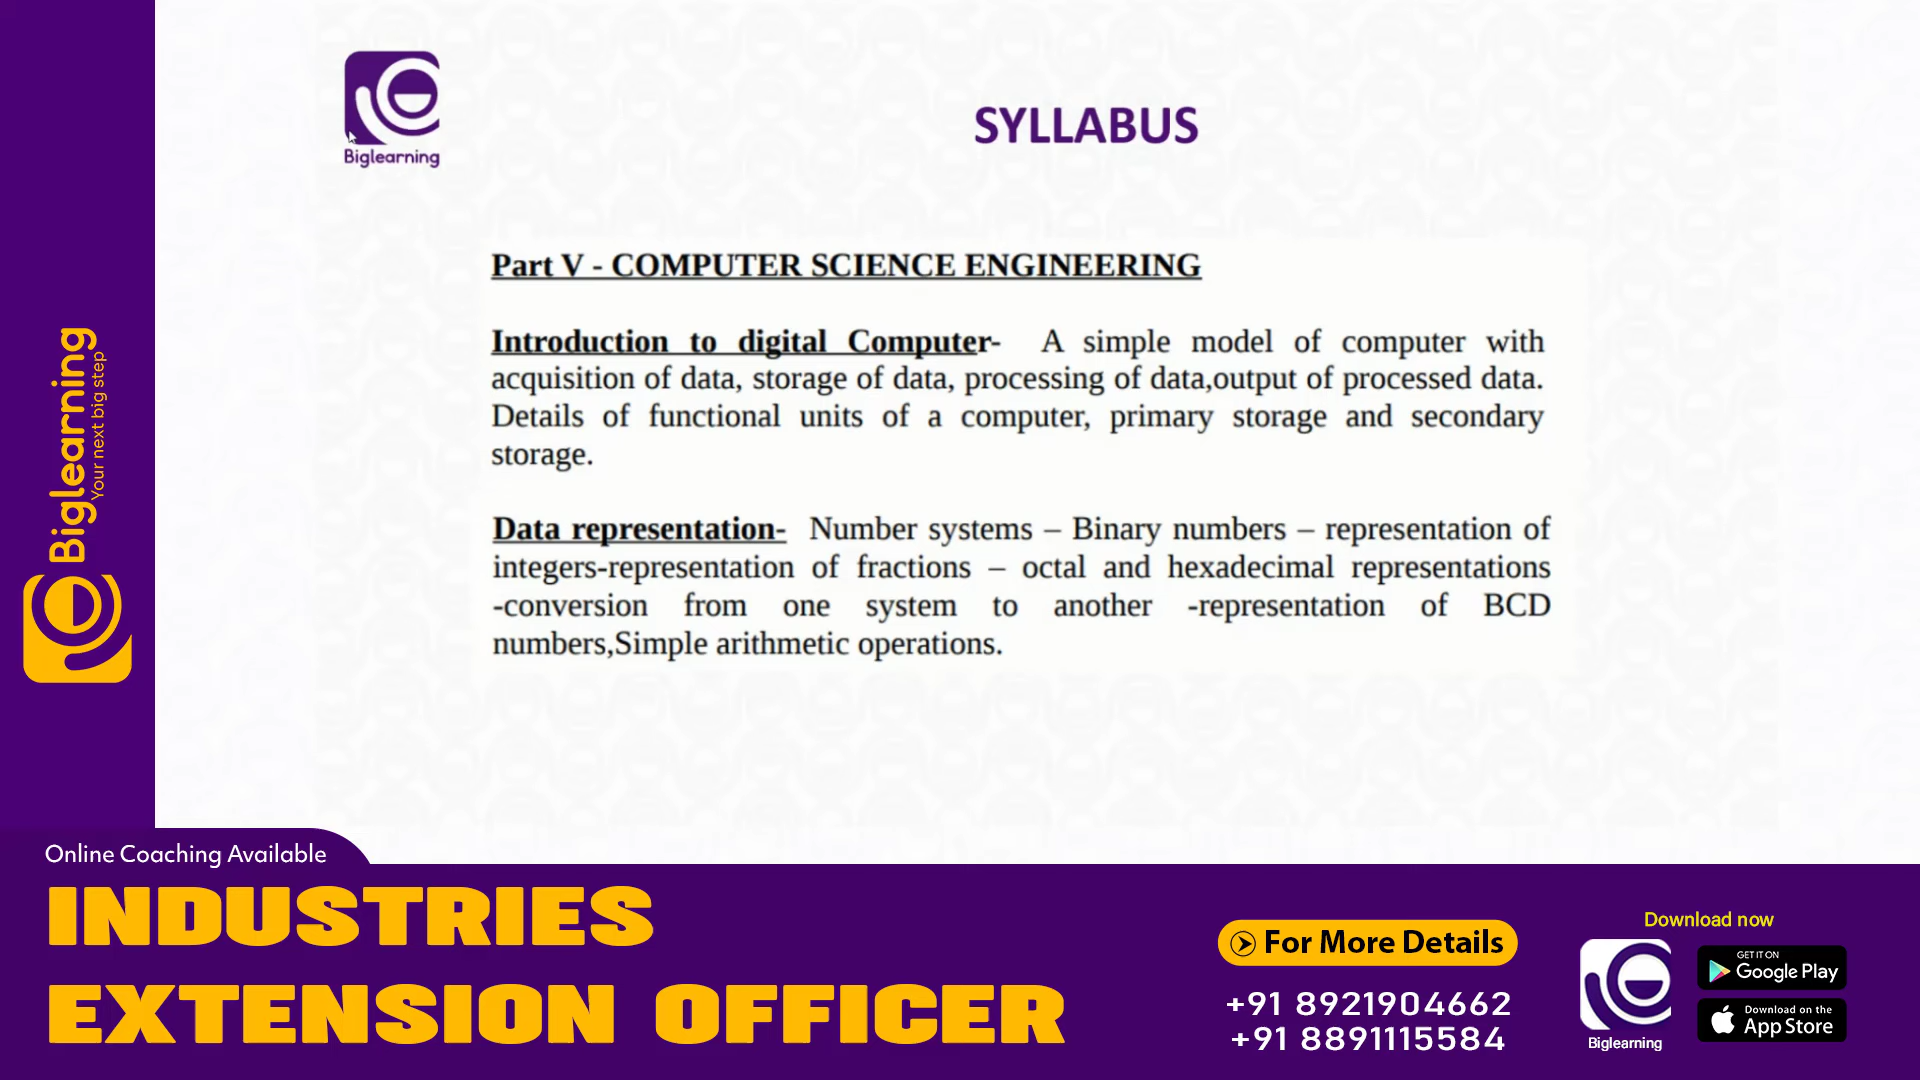 Biglearning
SYLLABUS
Part V - COMPUTER SCIENCE ENGINEERING
Introduction to digital Computer- A simple model of computer with
acquisition of data, storage of data, processing of data,output of processed data.
Details of functional units of a computer, primary storage and secondary
storage.
Data representation- Number systems – Binary numbers – representation of
integers-representation of fractions – octal and hexadecimal representations
-conversion from one system to another -representation of BCD
numbers,Simple arithmetic operations.
Biglearning
Your next big step
Online Coaching Available
INDUSTRIES
EXTENSION OFFICER
For More Details
+91 8921904662
+91 8891115584
Download now
Biglearning
GET IT ON
Google Play
Download on the
App Store